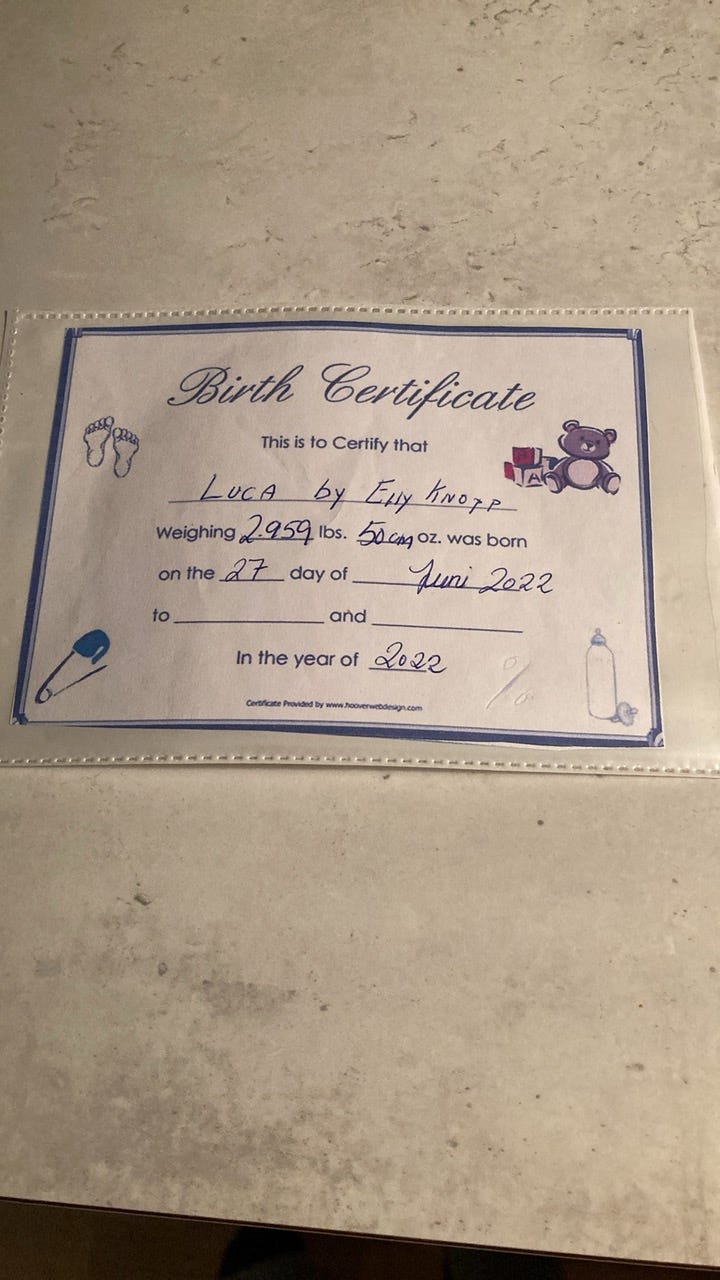 Birth Certificate
This is to Certify that
LUCA by Elly KNOPP
Weighing 2.959 lbs. 50 cm oz. was born
on the 27 day of Juni 2022
to and
In the year of 2022
%
Certificate Provided by www.hooverwebdesign.com
A